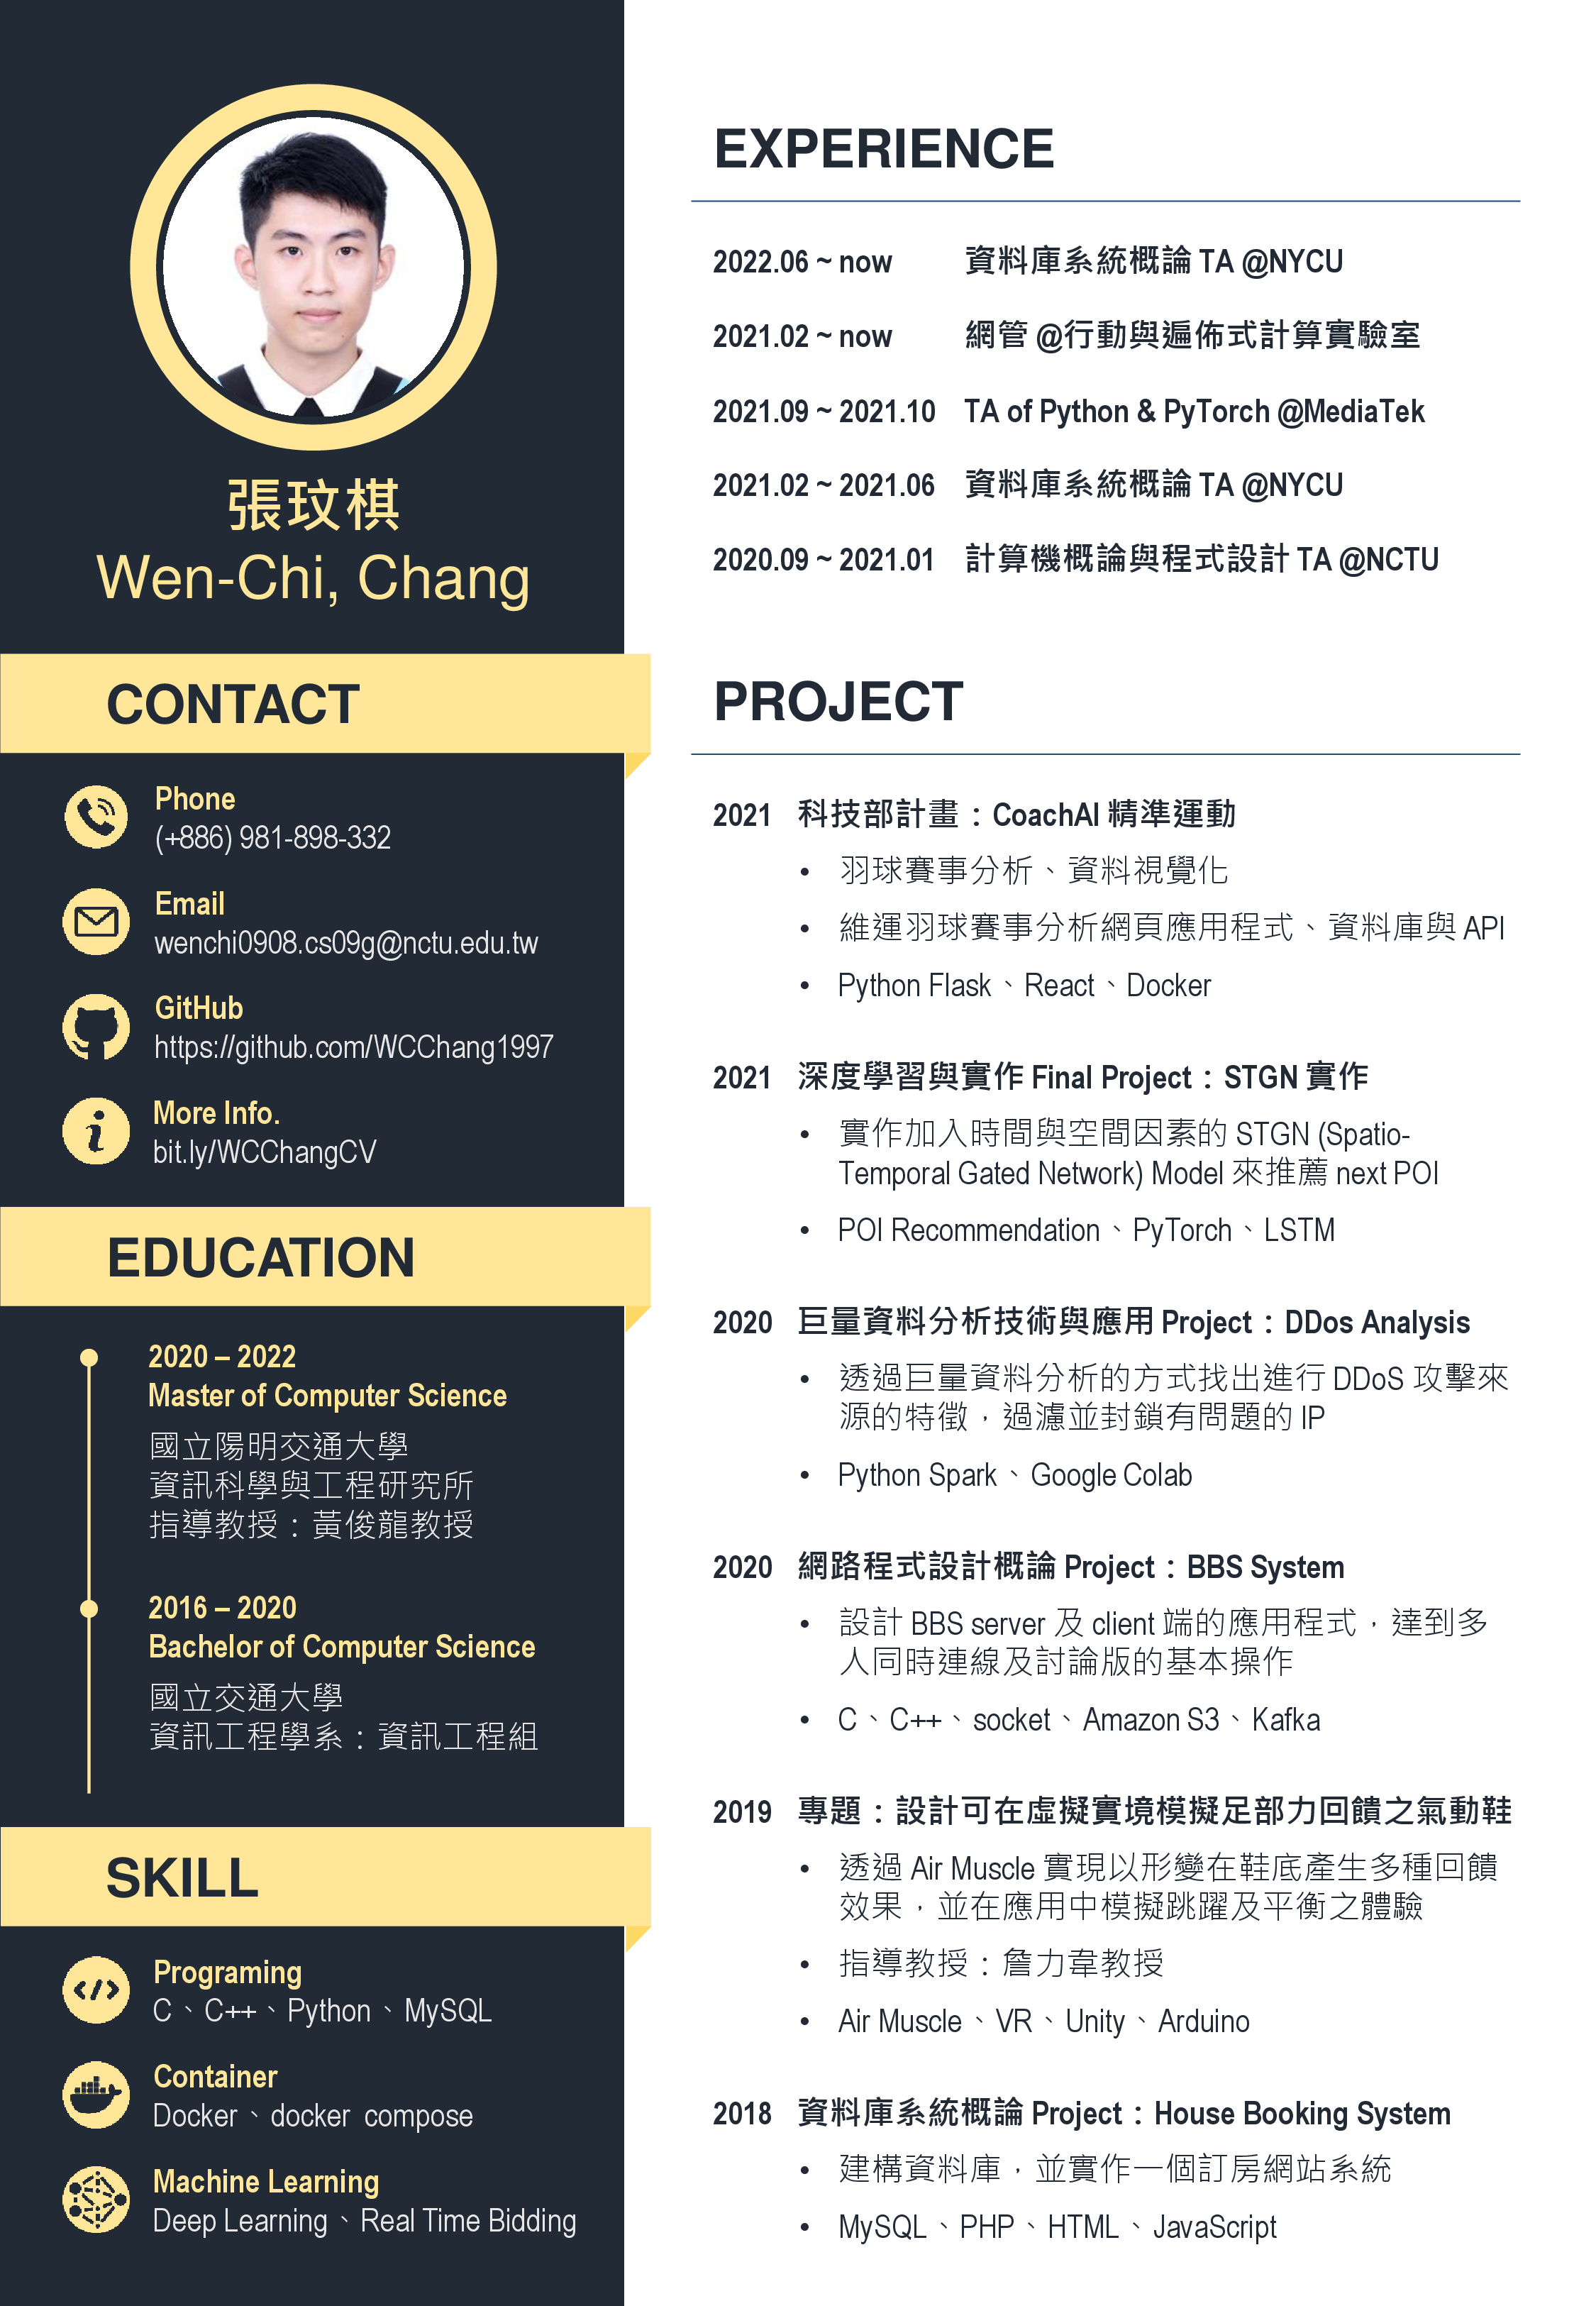 張玟棋
Wen-Chi, Chang
CONTACT
Phone
(+886) 981-898-332
Email
wenchi0908.cs09g@nctu.edu.tw
GitHub
https://github.com/WCChang1997
More Info.
bit.ly/WCChangCV
EDUCATION
2020 – 2022
Master of Computer Science
國立陽明交通大學
資訊科學與工程研究所
指導教授：黃俊龍教授
2016 – 2020
Bachelor of Computer Science
國立交通大學
資訊工程學系：資訊工程組
SKILL
Programing
C、C++、Python、MySQL
Container
Docker、docker compose
Machine Learning
Deep Learning、Real Time Bidding
EXPERIENCE
2022.06 ~ now 資料庫系統概論 TA @NYCU
2021.02 ~ now 網管 @行動與遍佈式計算實驗室
2021.09 ~ 2021.10 TA of Python & PyTorch @MediaTek
2021.02 ~ 2021.06 資料庫系統概論 TA @NYCU
2020.09 ~ 2021.01 計算機概論與程式設計 TA @NCTU
PROJECT
2021 科技部計畫：CoachAI 精準運動
• 羽球賽事分析、資料視覺化
• 維運羽球賽事分析網頁應用程式、資料庫與 API
• Python Flask、React、Docker
2021 深度學習與實作 Final Project：STGN 實作
• 實作加入時間與空間因素的 STGN (Spatio-
Temporal Gated Network) Model 來推薦 next POI
• POI Recommendation、PyTorch、LSTM
2020 巨量資料分析技術與應用 Project：DDos Analysis
• 透過巨量資料分析的方式找出進行 DDoS 攻擊來
源的特徵，過濾並封鎖有問題的 IP
• Python Spark、Google Colab
2020 網路程式設計概論 Project：BBS System
• 設計 BBS server 及 client 端的應用程式，達到多
人同時連線及討論版的基本操作
• C、C++、socket、Amazon S3、Kafka
2019 專題：設計可在虛擬實境模擬足部力回饋之氣動鞋
• 透過 Air Muscle 實現以形變在鞋底產生多種回饋
效果，並在應用中模擬跳躍及平衡之體驗
• 指導教授：詹力韋教授
• Air Muscle、VR、Unity、Arduino
2018 資料庫系統概論 Project：House Booking System
• 建構資料庫，並實作一個訂房網站系統
• MySQL、PHP、HTML、JavaScript